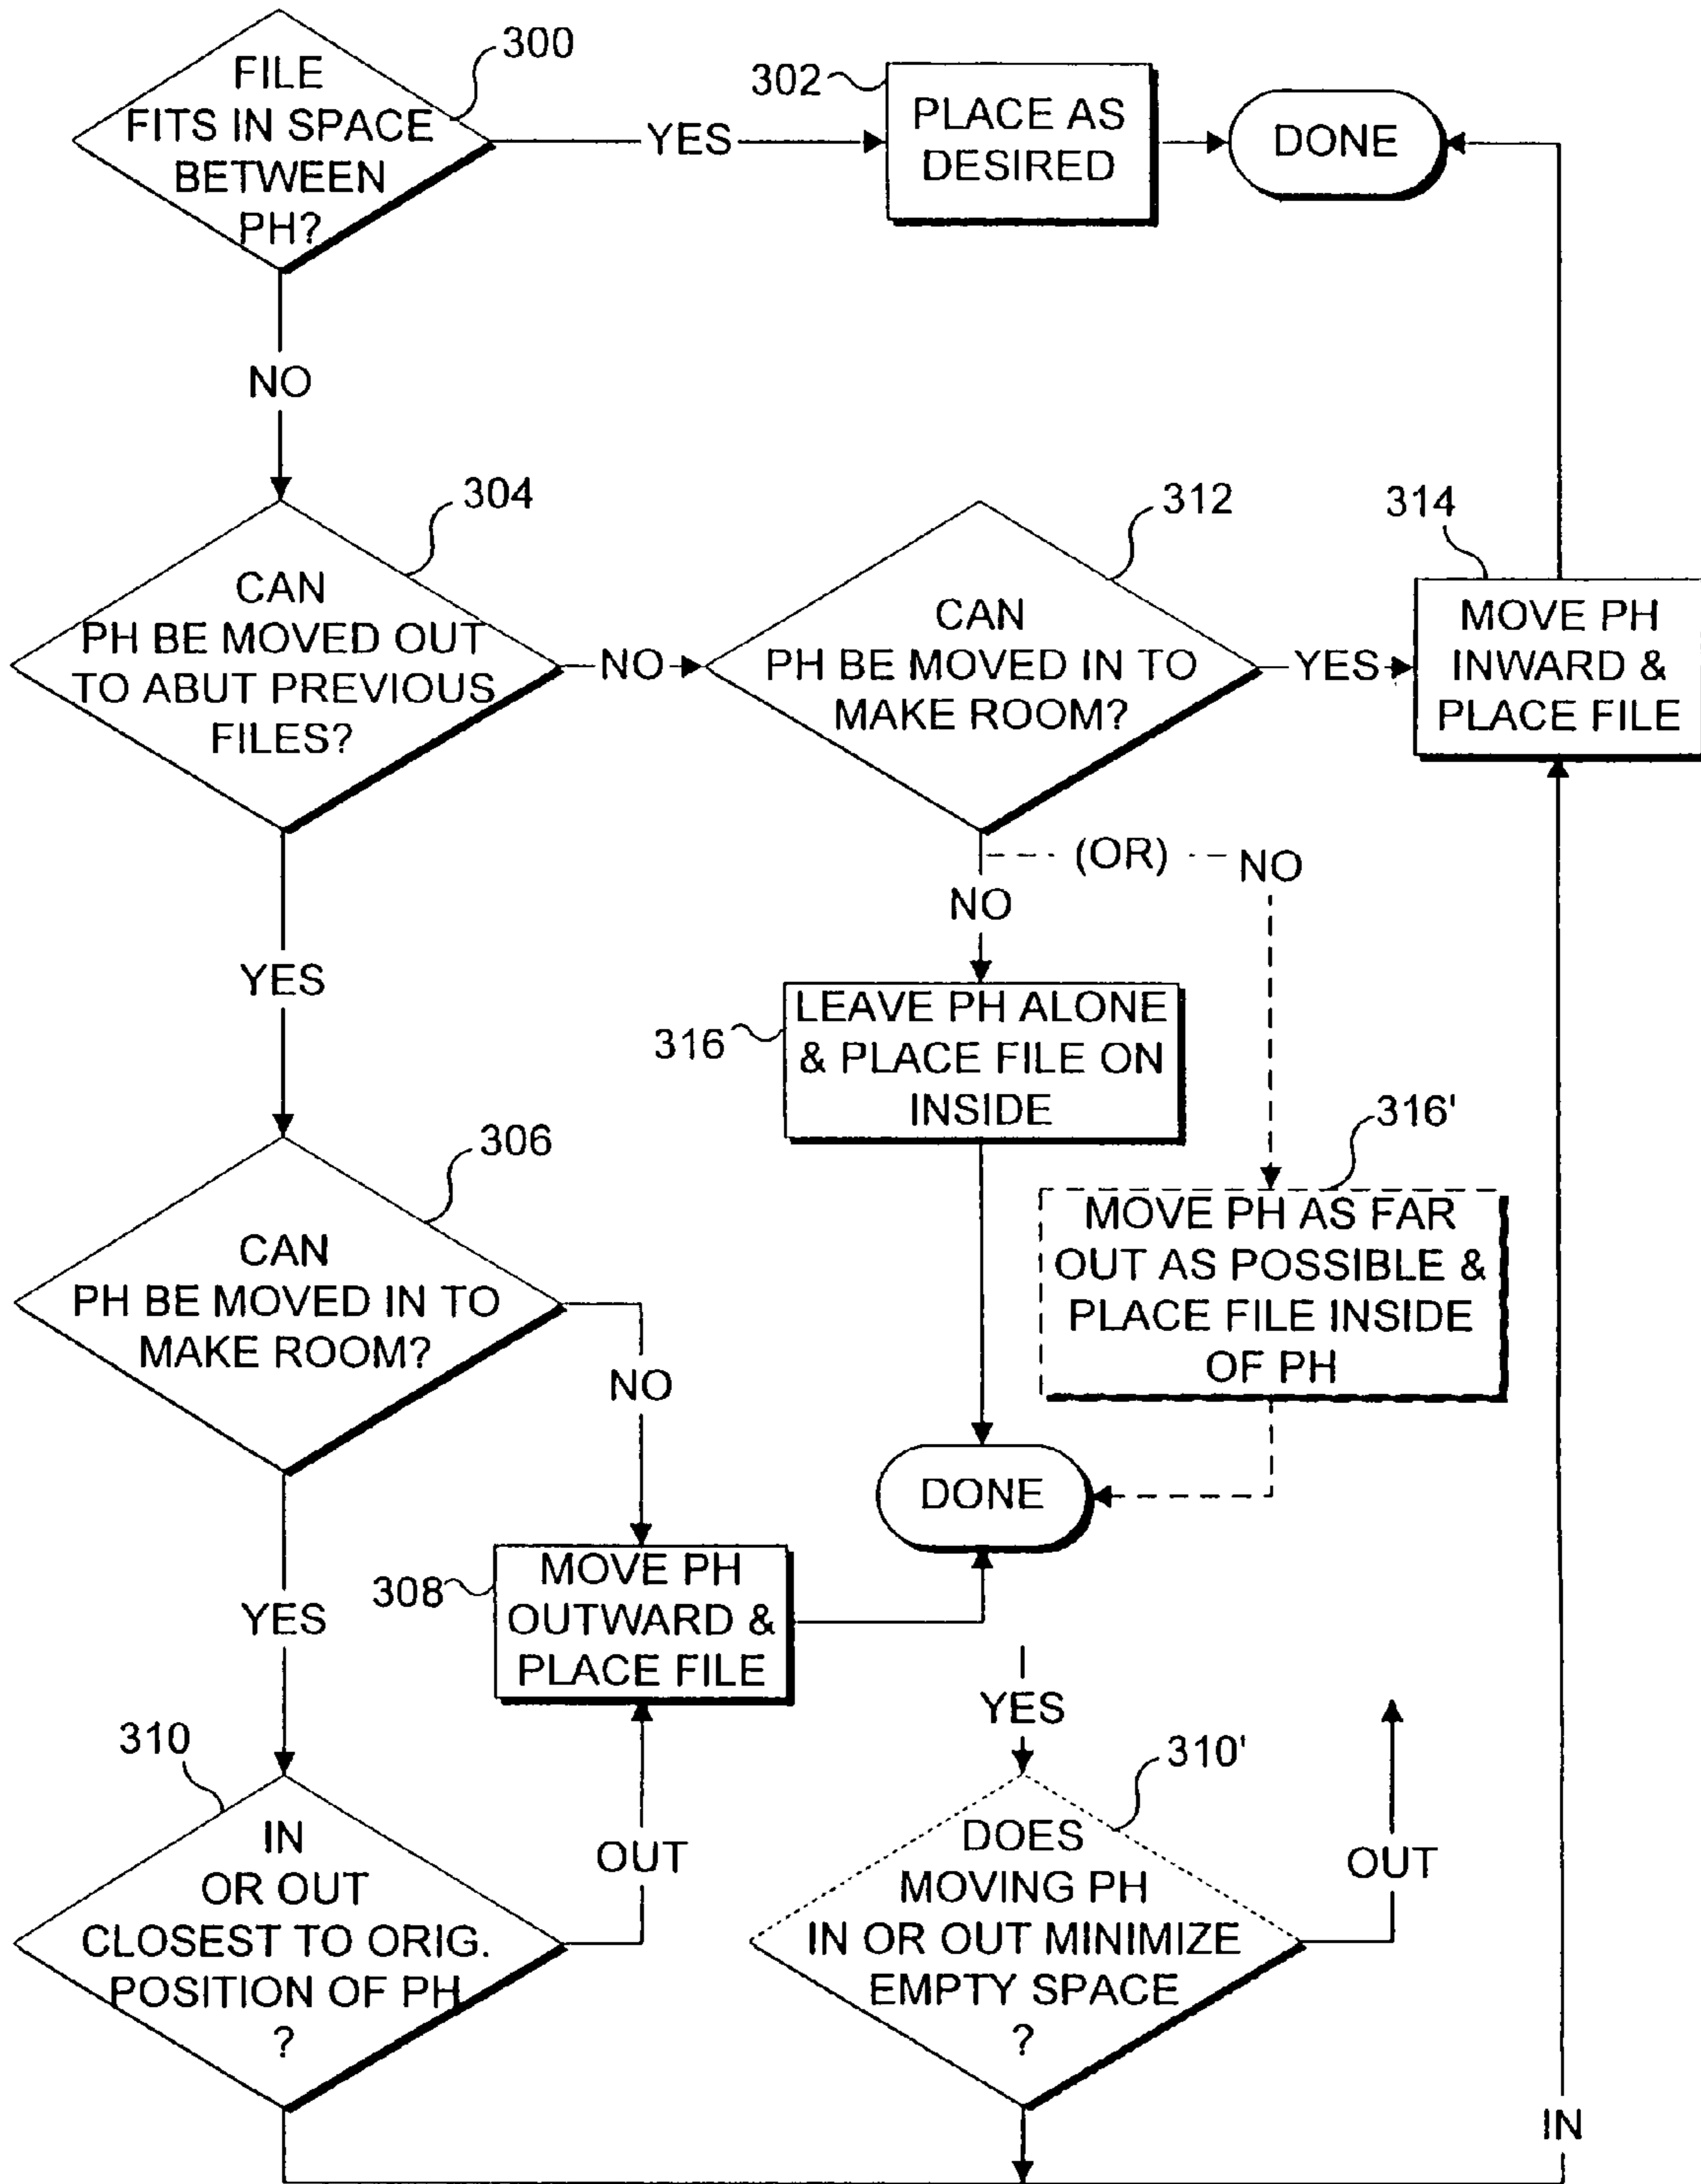 300
FILE
FITS IN SPACE
BETWEEN
PH?
YES
302
PLACE AS
DESIRED
DONE
NO
304
CAN
PH BE MOVED OUT
TO ABUT PREVIOUS
FILES?
NO
312
CAN
PH BE MOVED IN TO
MAKE ROOM?
YES
314
MOVE PH
INWARD &
PLACE FILE
(OR)
NO
NO
YES
316
LEAVE PH ALONE
& PLACE FILE ON
INSIDE
316'
MOVE PH AS FAR
OUT AS POSSIBLE &
PLACE FILE INSIDE
OF PH
306
CAN
PH BE MOVED IN TO
MAKE ROOM?
NO
DONE
308
MOVE PH
OUTWARD &
PLACE FILE
YES
310
IN
OR OUT
CLOSEST TO ORIG.
POSITION OF PH
?
OUT
YES
310'
DOES
MOVING PH
IN OR OUT MINIMIZE
EMPTY SPACE
?
OUT
IN